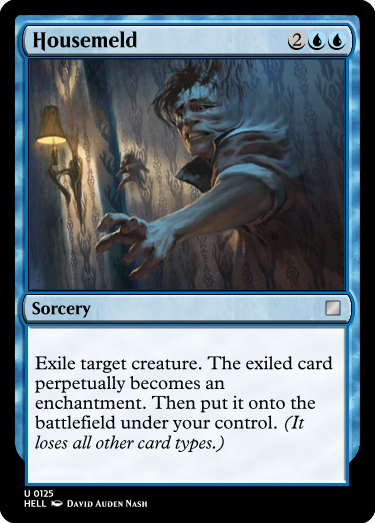 Housemeld 2
Sorcery
Exile target creature. The exiled card
perpetually becomes an
enchantment. Then put it onto the
battlefield under your control. (It
loses all other card types.)
U 0125
HELL David Auden Nash